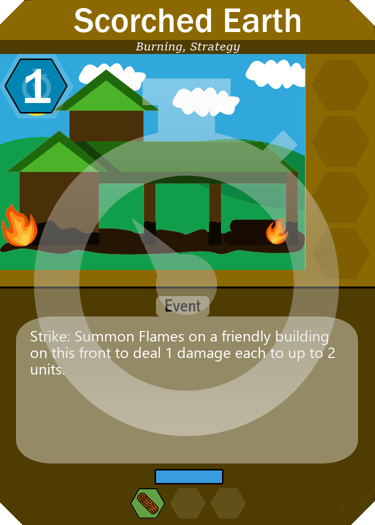 Scorched Earth
Burning, Strategy
1
Event
Strike: Summon Flames on a friendly building
on this front to deal 1 damage each to up to 2
units.